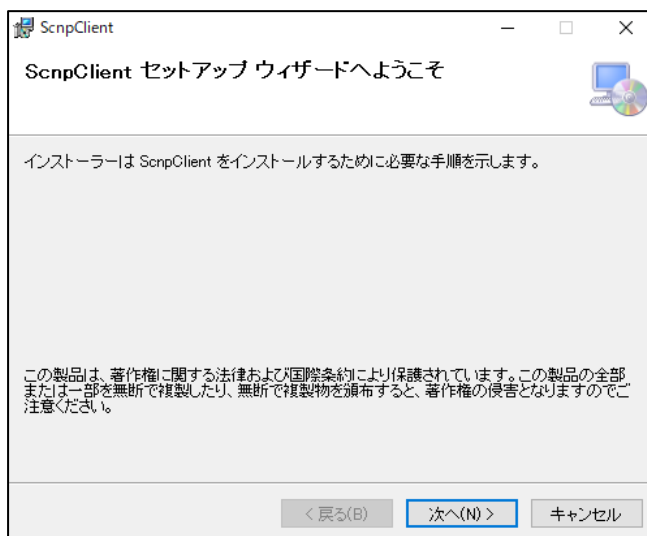 ScnpClient
ScnpClient セットアップ ウィザードへようこそ
インストーラーは ScnpClient をインストールするために必要な手順を示します。
この製品は、著作権に関する法律および国際条約により保護されています。この製品の全部
または一部を無断で複製したり、無断で複製物を頒布すると、著作権の侵害となりますのでご
注意ください。
< 戻る(B)
次へ(N) >
キャンセル